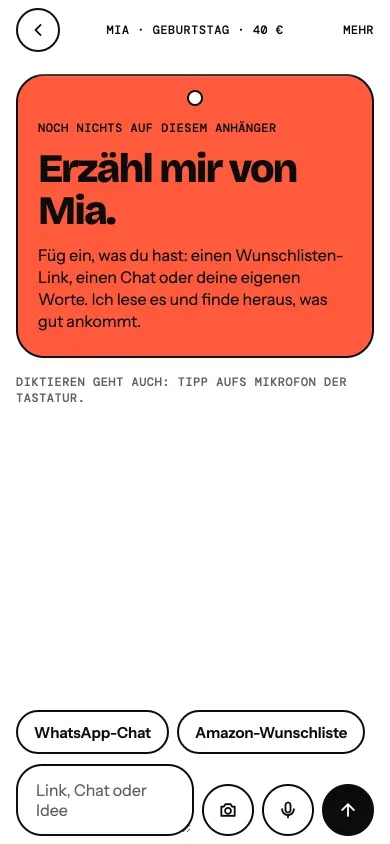 MIA · GEBURTSTAG · 40 €
MEHR
NOCH NICHTS AUF DIESEM ANHÄNGER
Erzähl mir von
Mia.
Füg ein, was du hast: einen Wunschlisten-
Link, einen Chat oder deine eigenen
Worte. Ich lese es und finde heraus, was
gut ankommt.
DIKTIEREN GEHT AUCH: TIPP AUFS MIKROFON DER
TASTATUR.
WhatsApp-Chat
Amazon-Wunschliste
Link, Chat oder
Idee